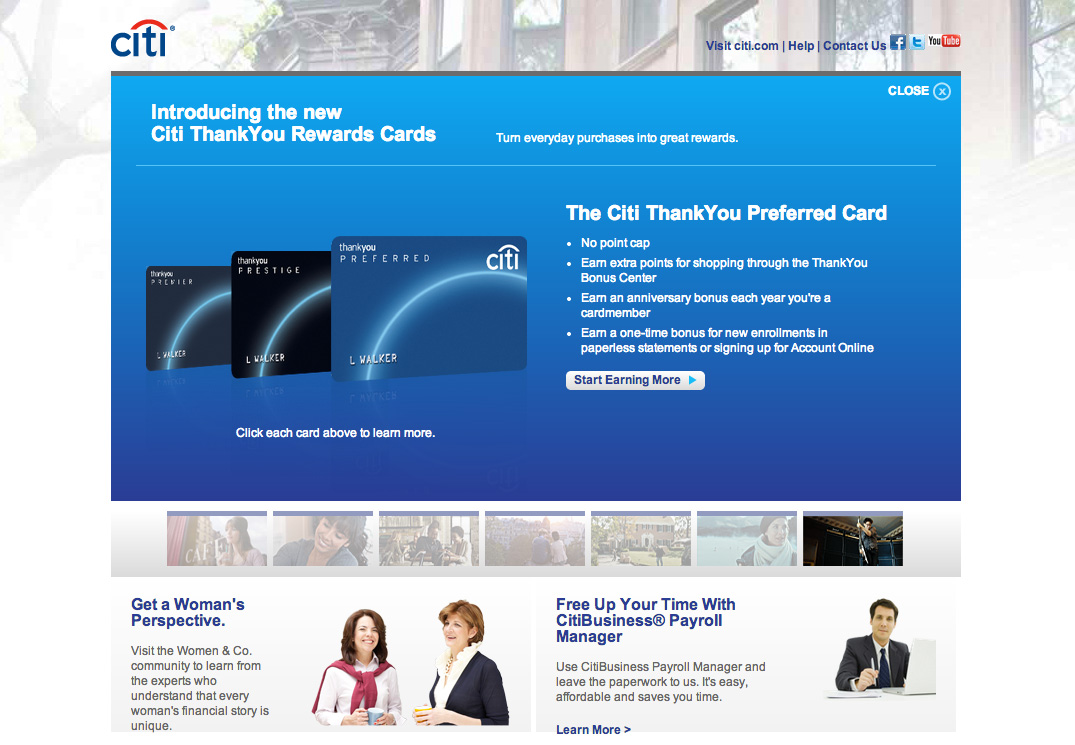 citi®
Visit citi.com | Help | Contact Us
You Tube
CLOSE
Introducing the new
Citi ThankYou Rewards Cards
Turn everyday purchases into great rewards.
The Citi ThankYou Preferred Card
• No point cap
• Earn extra points for shopping through the ThankYou
Bonus Center
• Earn an anniversary bonus each year you're a
cardmember
• Earn a one-time bonus for new enrollments in
paperless statements or signing up for Account Online
Start Earning More
thankyou
PREMIER
L WALKER
thankyou
PRESTIGE
L WALKER
thankyou
PREFERRED
citi
L WALKER
Click each card above to learn more.
Get a Woman's
Perspective.
Visit the Women & Co.
community to learn from
the experts who
understand that every
woman's financial story is
unique.
Free Up Your Time With
CitiBusiness® Payroll
Manager
Use CitiBusiness Payroll Manager and
leave the paperwork to us. It's easy,
affordable and saves you time.
Learn More >